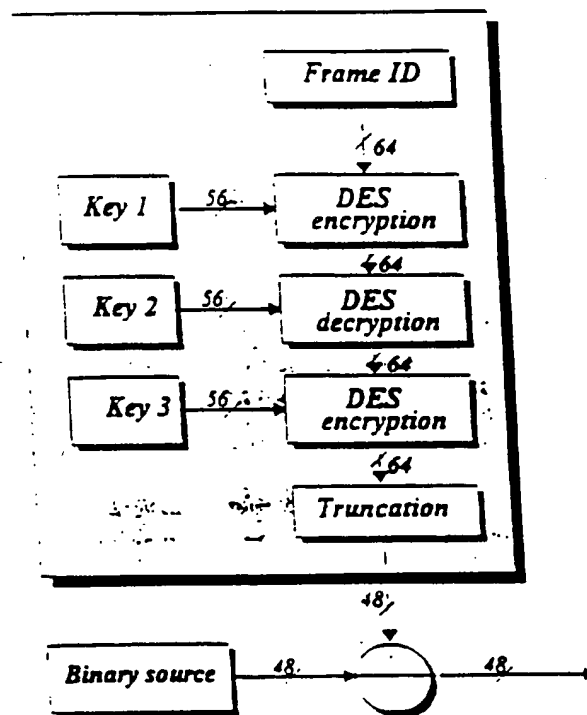 Frame ID
64
Key 1
56
DES
encryption
64
Key 2
56
DES
decryption
64
Key 3
56
DES
encryption
64
Truncation
48
Binary source
48
48